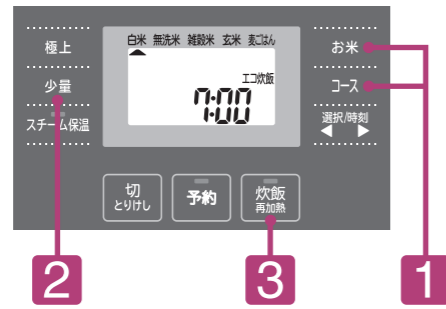 極上
少量
スチーム保温
白米 無洗米 雑穀米 玄米 麦ごはん
エコ炊飯
7:00
お米
コース
選択/時刻
切
とりけし
予約
炊飯
再加熱
2
3
1